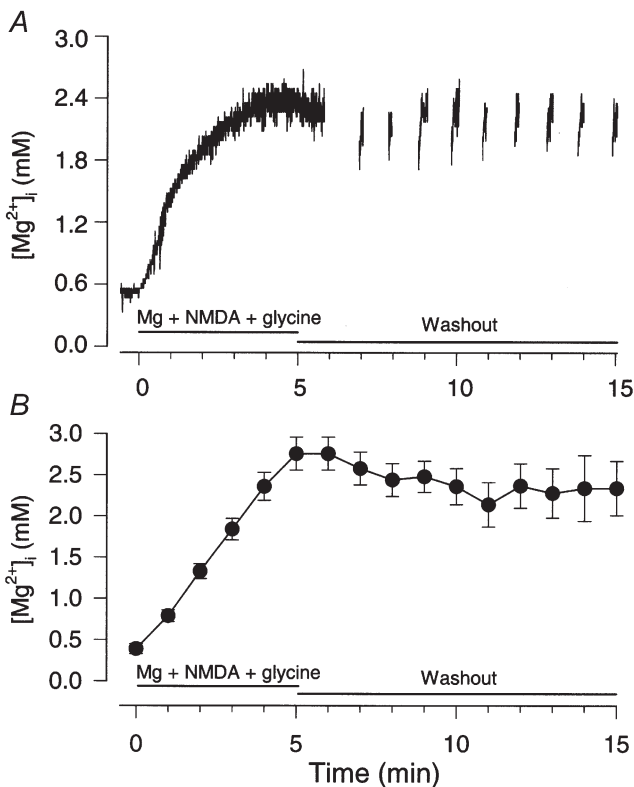 A
3.0
2.4
1.8
1.2
0.6
0.0
[Mg2+]i (mM)
Mg + NMDA + glycine
Washout
0 5 10 15
B
3.0
2.5
2.0
1.5
1.0
0.5
0.0
[Mg2+]i (mM)
Mg + NMDA + glycine
Washout
0 5 10 15
Time (min)